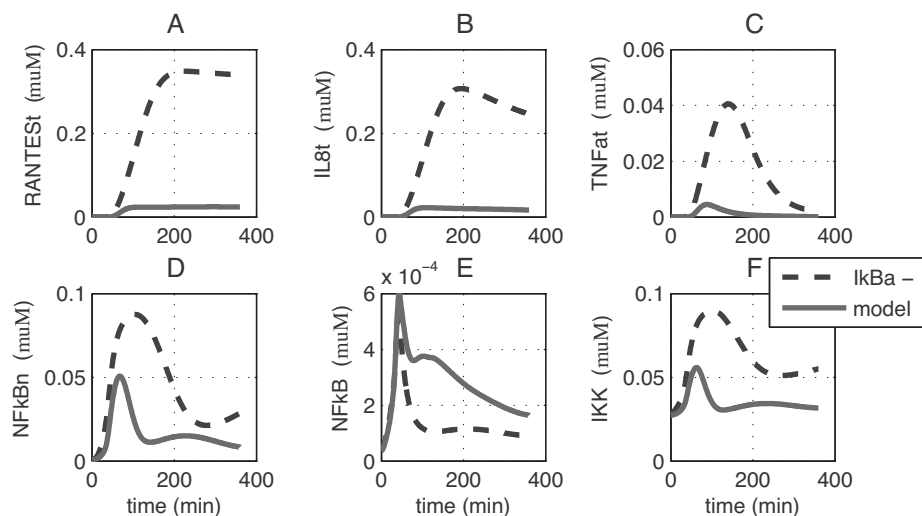 A B C
0.4 0.4 0.06
RANTESt (muM) IL8t (muM) TNFat (muM)
0.04
0.2 0.2
0.02
0 0 0
0 200 400 0 200 400 0 200 400
D E F
x 10−4
0.1 6 0.1
IkBa −
model
NFkBn (muM) NFkB (muM) IKK (muM)
4
0.05 0.05
2
0 0 0
0 200 400 0 200 400 0 200 400
time (min) time (min) time (min)